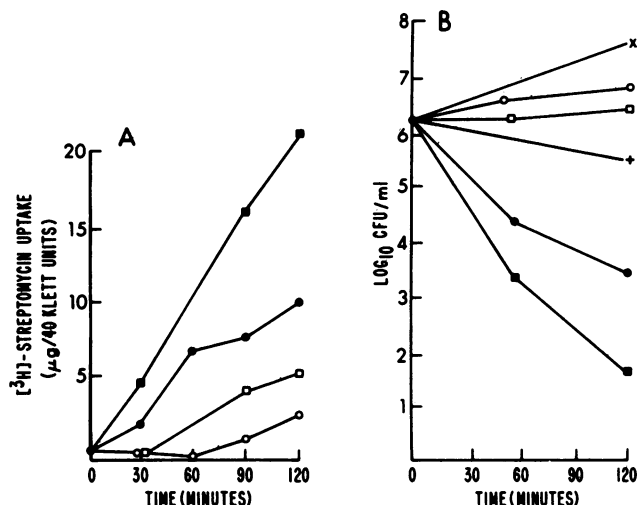 A
[³H]-STREPTOMYCIN UPTAKE
(µg/40 KLETT UNITS)
20
15
10
5
0 30 60 90 120
TIME (MINUTES)
B
LOG₁₀ CFU/ml
8
7
6
5
4
3
2
1
0 30 60 90 120
TIME (MINUTES)